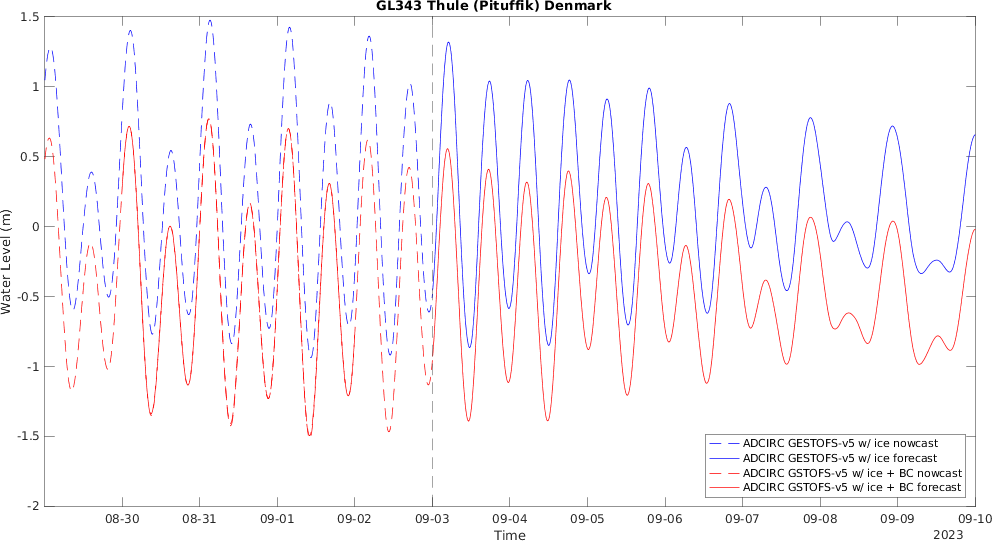 GL343 Thule (Pituffik) Denmark
1.5
1
0.5
0
-0.5
-1
-1.5
-2
Water Level (m)
ADCIRC GESTOFS-v5 w/ ice nowcast
ADCIRC GESTOFS-v5 w/ ice forecast
ADCIRC GSTOFS-v5 w/ ice + BC nowcast
ADCIRC GSTOFS-v5 w/ ice + BC forecast
08-30 08-31 09-01 09-02 09-03 09-04 09-05 09-06 09-07 09-08 09-09 09-10
Time
2023